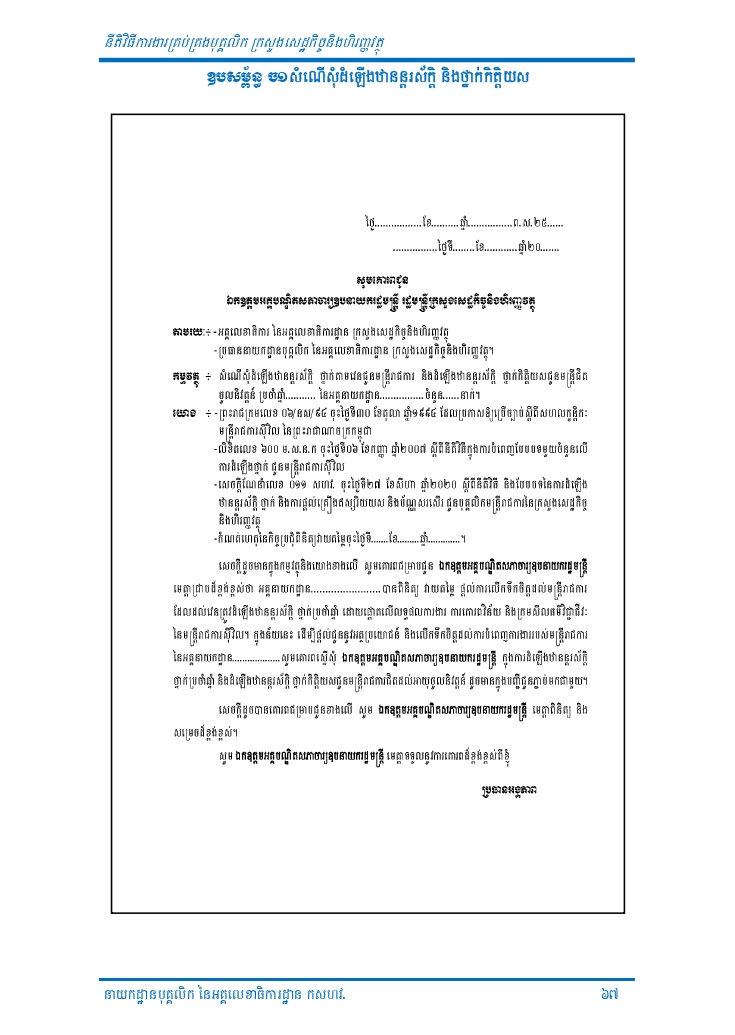 នីតិវិធីការងារគ្រប់គ្រងបុគ្គលិក ក្រសួងសេដ្ឋកិច្ចនិងហិរញ្ញវត្ថុ
ឧបសម្ព័ន្ធ ២១ សំណើសុំដំឡើងឋានន្តរស័ក្តិ និងថ្នាក់កិត្តិយស
ថ្ងៃ.................ខែ..........ឆ្នាំ................ព.ស.២៥......
................ថ្ងៃទី........ខែ............ឆ្នាំ២០.......
សូមគោរពជូន
ឯកឧត្តមអគ្គបណ្ឌិតសភាចារ្យឧបនាយករដ្ឋមន្ត្រី រដ្ឋមន្ត្រីក្រសួងសេដ្ឋកិច្ចនិងហិរញ្ញវត្ថុ
តាមរយៈ ÷ - អគ្គលេខាធិការ នៃអគ្គលេខាធិការដ្ឋាន ក្រសួងសេដ្ឋកិច្ចនិងហិរញ្ញវត្ថុ
- ប្រធាននាយកដ្ឋានបុគ្គលិក នៃអគ្គលេខាធិការដ្ឋាន ក្រសួងសេដ្ឋកិច្ចនិងហិរញ្ញវត្ថុ។
កម្មវត្ថុ ÷ សំណើសុំដំឡើងឋានន្តរស័ក្តិ ថ្នាក់តាមវេនជូនមន្ត្រីរាជការ និងដំឡើងឋានន្តរស័ក្តិ ថ្នាក់កិត្តិយសជូនមន្ត្រីជិត
ចូលនិវត្តន៍ ប្រចាំឆ្នាំ........... នៃអគ្គនាយកដ្ឋាន...............ចំនួន......នាក់។
យោង ÷ - ព្រះរាជក្រមលេខ ០៦/នស/៩៤ ចុះថ្ងៃទី៣០ ខែតុលា ឆ្នាំ១៩៩៤ ដែលប្រកាសឱ្យប្រើច្បាប់ ស្តីពីសហលក្ខន្តិកៈ
មន្ត្រីរាជការស៊ីវិល នៃព្រះរាជាណាចក្រកម្ពុជា
- លិខិតលេខ ៦០០ ម.ស.ន.ក ចុះថ្ងៃទី០៦ ខែកញ្ញា ឆ្នាំ២០០៧ ស្តីពីនីតិវិធីក្នុងការបំពេញបែបបទមួយចំនួនលើ
ការដំឡើងថ្នាក់ ជូនមន្ត្រីរាជការស៊ីវិល
- សេចក្តីណែនាំលេខ ០១១ សហវ. ចុះថ្ងៃទី២៧ ខែសីហា ឆ្នាំ២០២០ ស្តីពីនីតិវិធី និងបែបបទនៃការដំឡើង
ឋានន្តរស័ក្តិ ថ្នាក់ និងការផ្តល់គ្រឿងឥស្សរិយយស និងប័ណ្ណសរសើរ ជូនបុគ្គលិកមន្ត្រីរាជការនៃក្រសួងសេដ្ឋកិច្ច
និងហិរញ្ញវត្ថុ
- កំណត់ហេតុនៃកិច្ចប្រជុំពិនិត្យវាយតម្លៃចុះថ្ងៃទី......ខែ........ឆ្នាំ............។
សេចក្តីដូចមានក្នុងកម្មវត្ថុនិងយោងខាងលើ សូមគោរពជម្រាបជូន ឯកឧត្តមអគ្គបណ្ឌិតសភាចារ្យឧបនាយករដ្ឋមន្ត្រី
មេត្តាជ្រាបដ៏ខ្ពង់ខ្ពស់ថា អគ្គនាយកដ្ឋាន........................បានពិនិត្យ វាយតម្លៃ ផ្តល់ការលើកទឹកចិត្តដល់មន្ត្រីរាជការ
ដែលដល់វេនត្រូវដំឡើងឋានន្តរស័ក្តិ ថ្នាក់ប្រចាំឆ្នាំ ដោយផ្តោតលើលទ្ធផលការងារ ការគោរពវិន័យ និងក្រមសីលធម៌វិជ្ជាជីវៈ
នៃមន្ត្រីរាជការស៊ីវិល។ ក្នុងន័យនេះ ដើម្បីផ្តល់ជូននូវអត្ថប្រយោជន៍ និងលើកទឹកចិត្តដល់ការបំពេញការងាររបស់មន្ត្រីរាជការ
នៃអគ្គនាយកដ្ឋាន.................សូមគោរពស្នើសុំ ឯកឧត្តមអគ្គបណ្ឌិតសភាចារ្យឧបនាយករដ្ឋមន្ត្រី ក្នុងការដំឡើងឋានន្តរស័ក្តិ
ថ្នាក់ប្រចាំឆ្នាំ និងដំឡើងឋានន្តរស័ក្តិ ថ្នាក់កិត្តិយសជូនមន្ត្រីរាជការជិតដល់អាយុចូលនិវត្តន៍ ដូចមានក្នុងបញ្ជីជូនភ្ជាប់មកជាមួយ។
សេចក្តីដូចបានគោរពជម្រាបជូនខាងលើ សូម ឯកឧត្តមអគ្គបណ្ឌិតសភាចារ្យឧបនាយករដ្ឋមន្ត្រី មេត្តាពិនិត្យ និង
សម្រេចដ៏ខ្ពង់ខ្ពស់។
សូម ឯកឧត្តមអគ្គបណ្ឌិតសភាចារ្យឧបនាយករដ្ឋមន្ត្រី មេត្តាទទួលនូវការគោរពដ៏ខ្ពង់ខ្ពស់ពីខ្ញុំ
ប្រធានអង្គភាព
នាយកដ្ឋានបុគ្គលិក នៃអគ្គលេខាធិការដ្ឋាន កសហវ.
៦៧